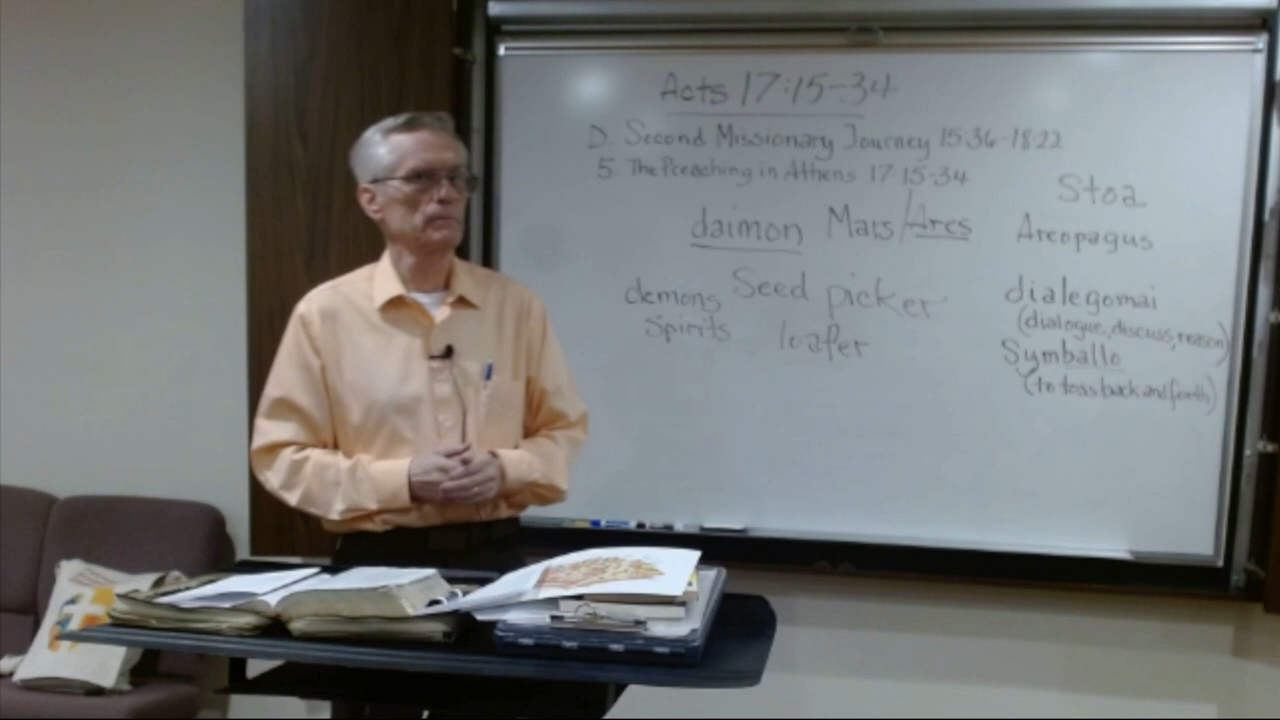 Acts 17:15-34
D. Second Missionary Journey 15:36-18:22
5. The Preaching in Athens 17:15-34
Stoa
daimon Mars/Ares Areopagus
demons Seed picker
spirits loafer
dialegomai
(dialogue, discuss, reason)
Symballo
(to toss back and forth)